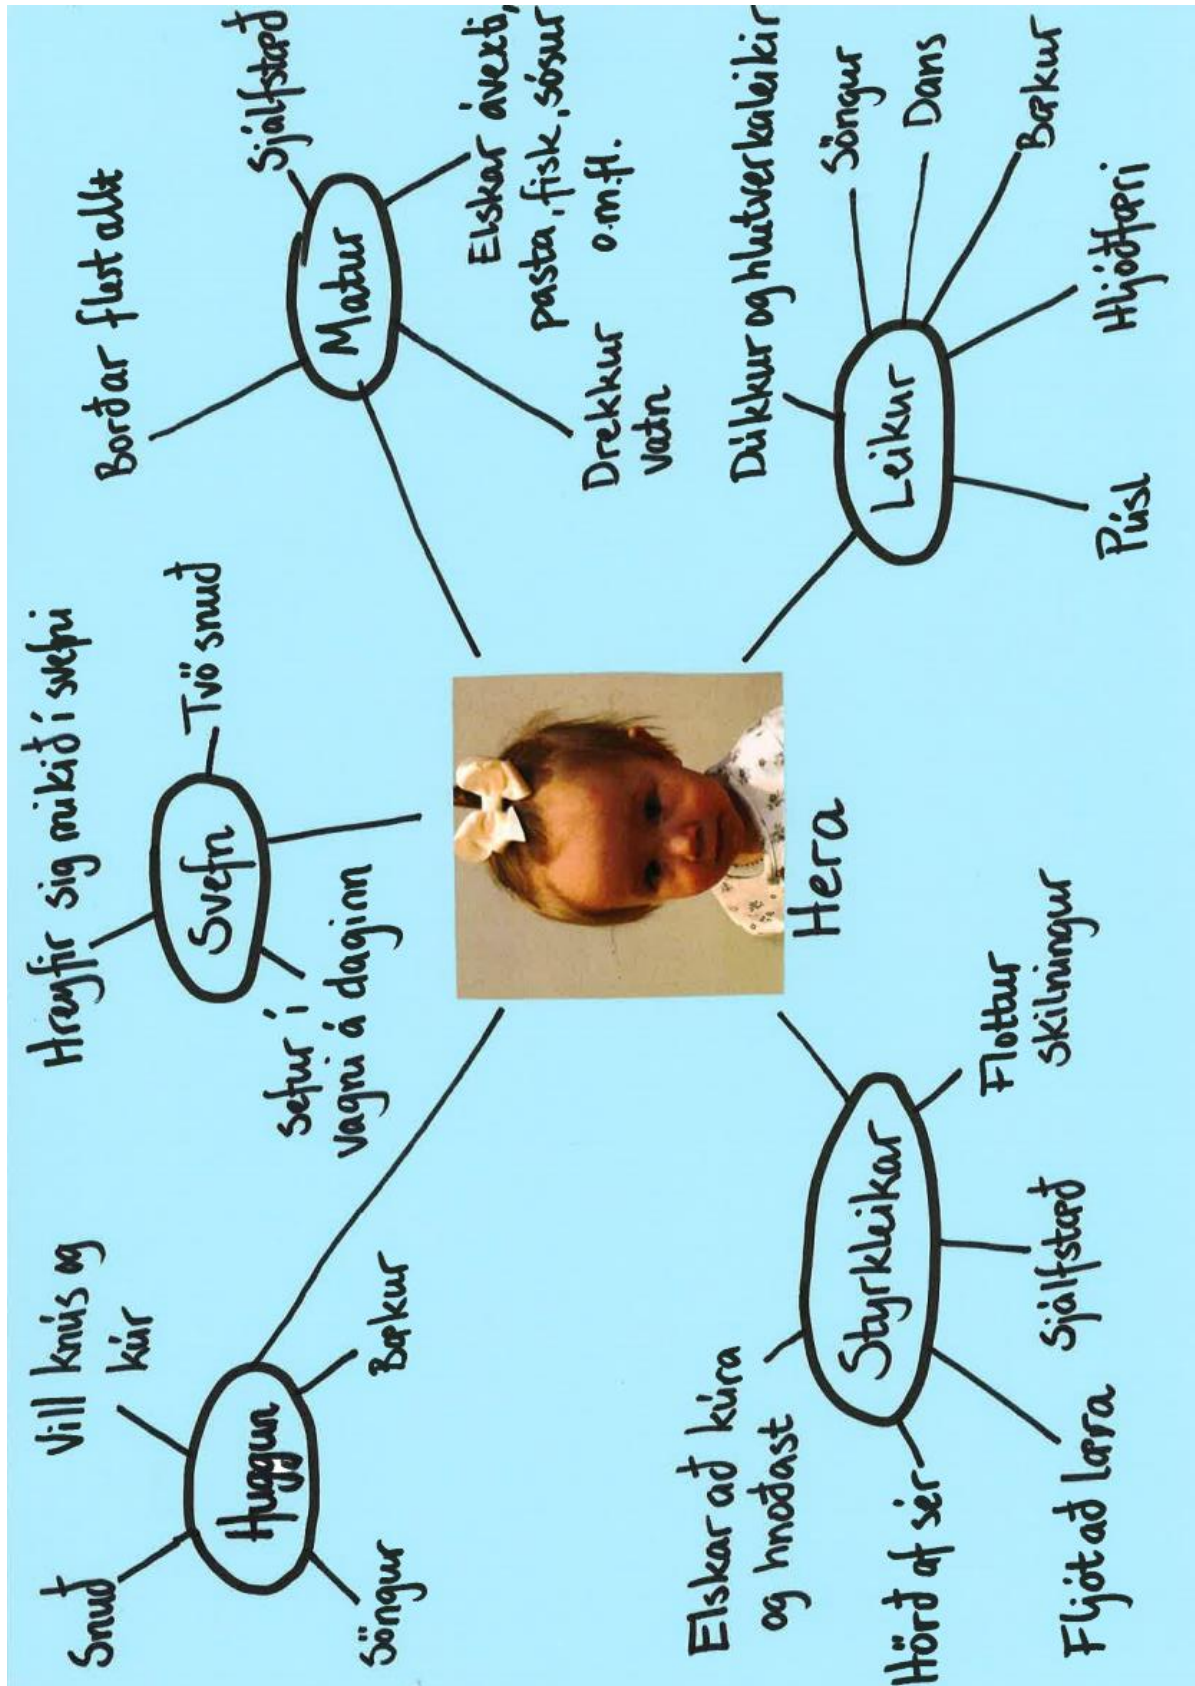 Snuð
Vill knús og
kúr
Huggun
Söngur
Bækur
Hreyfir sig mikið í svefni
Svefn
Tvö snuð
sefur í
vagni á daginn
Borðar flest allt
Sjálfstæð
Matur
Elskar ávexti,
pasta, fisk, sósur
o.m.fl.
Drekkur
vatn
Hera
Elskar að kúra
og hnoðast
Styrkleikar
Hörð af sér
Fljót að læra
Sjálfstæð
Flottur
skilningur
Dúkkur og hlutverkaleikir
Leikur
Söngur
Dans
Bækur
Hljóðfæri
Púsl